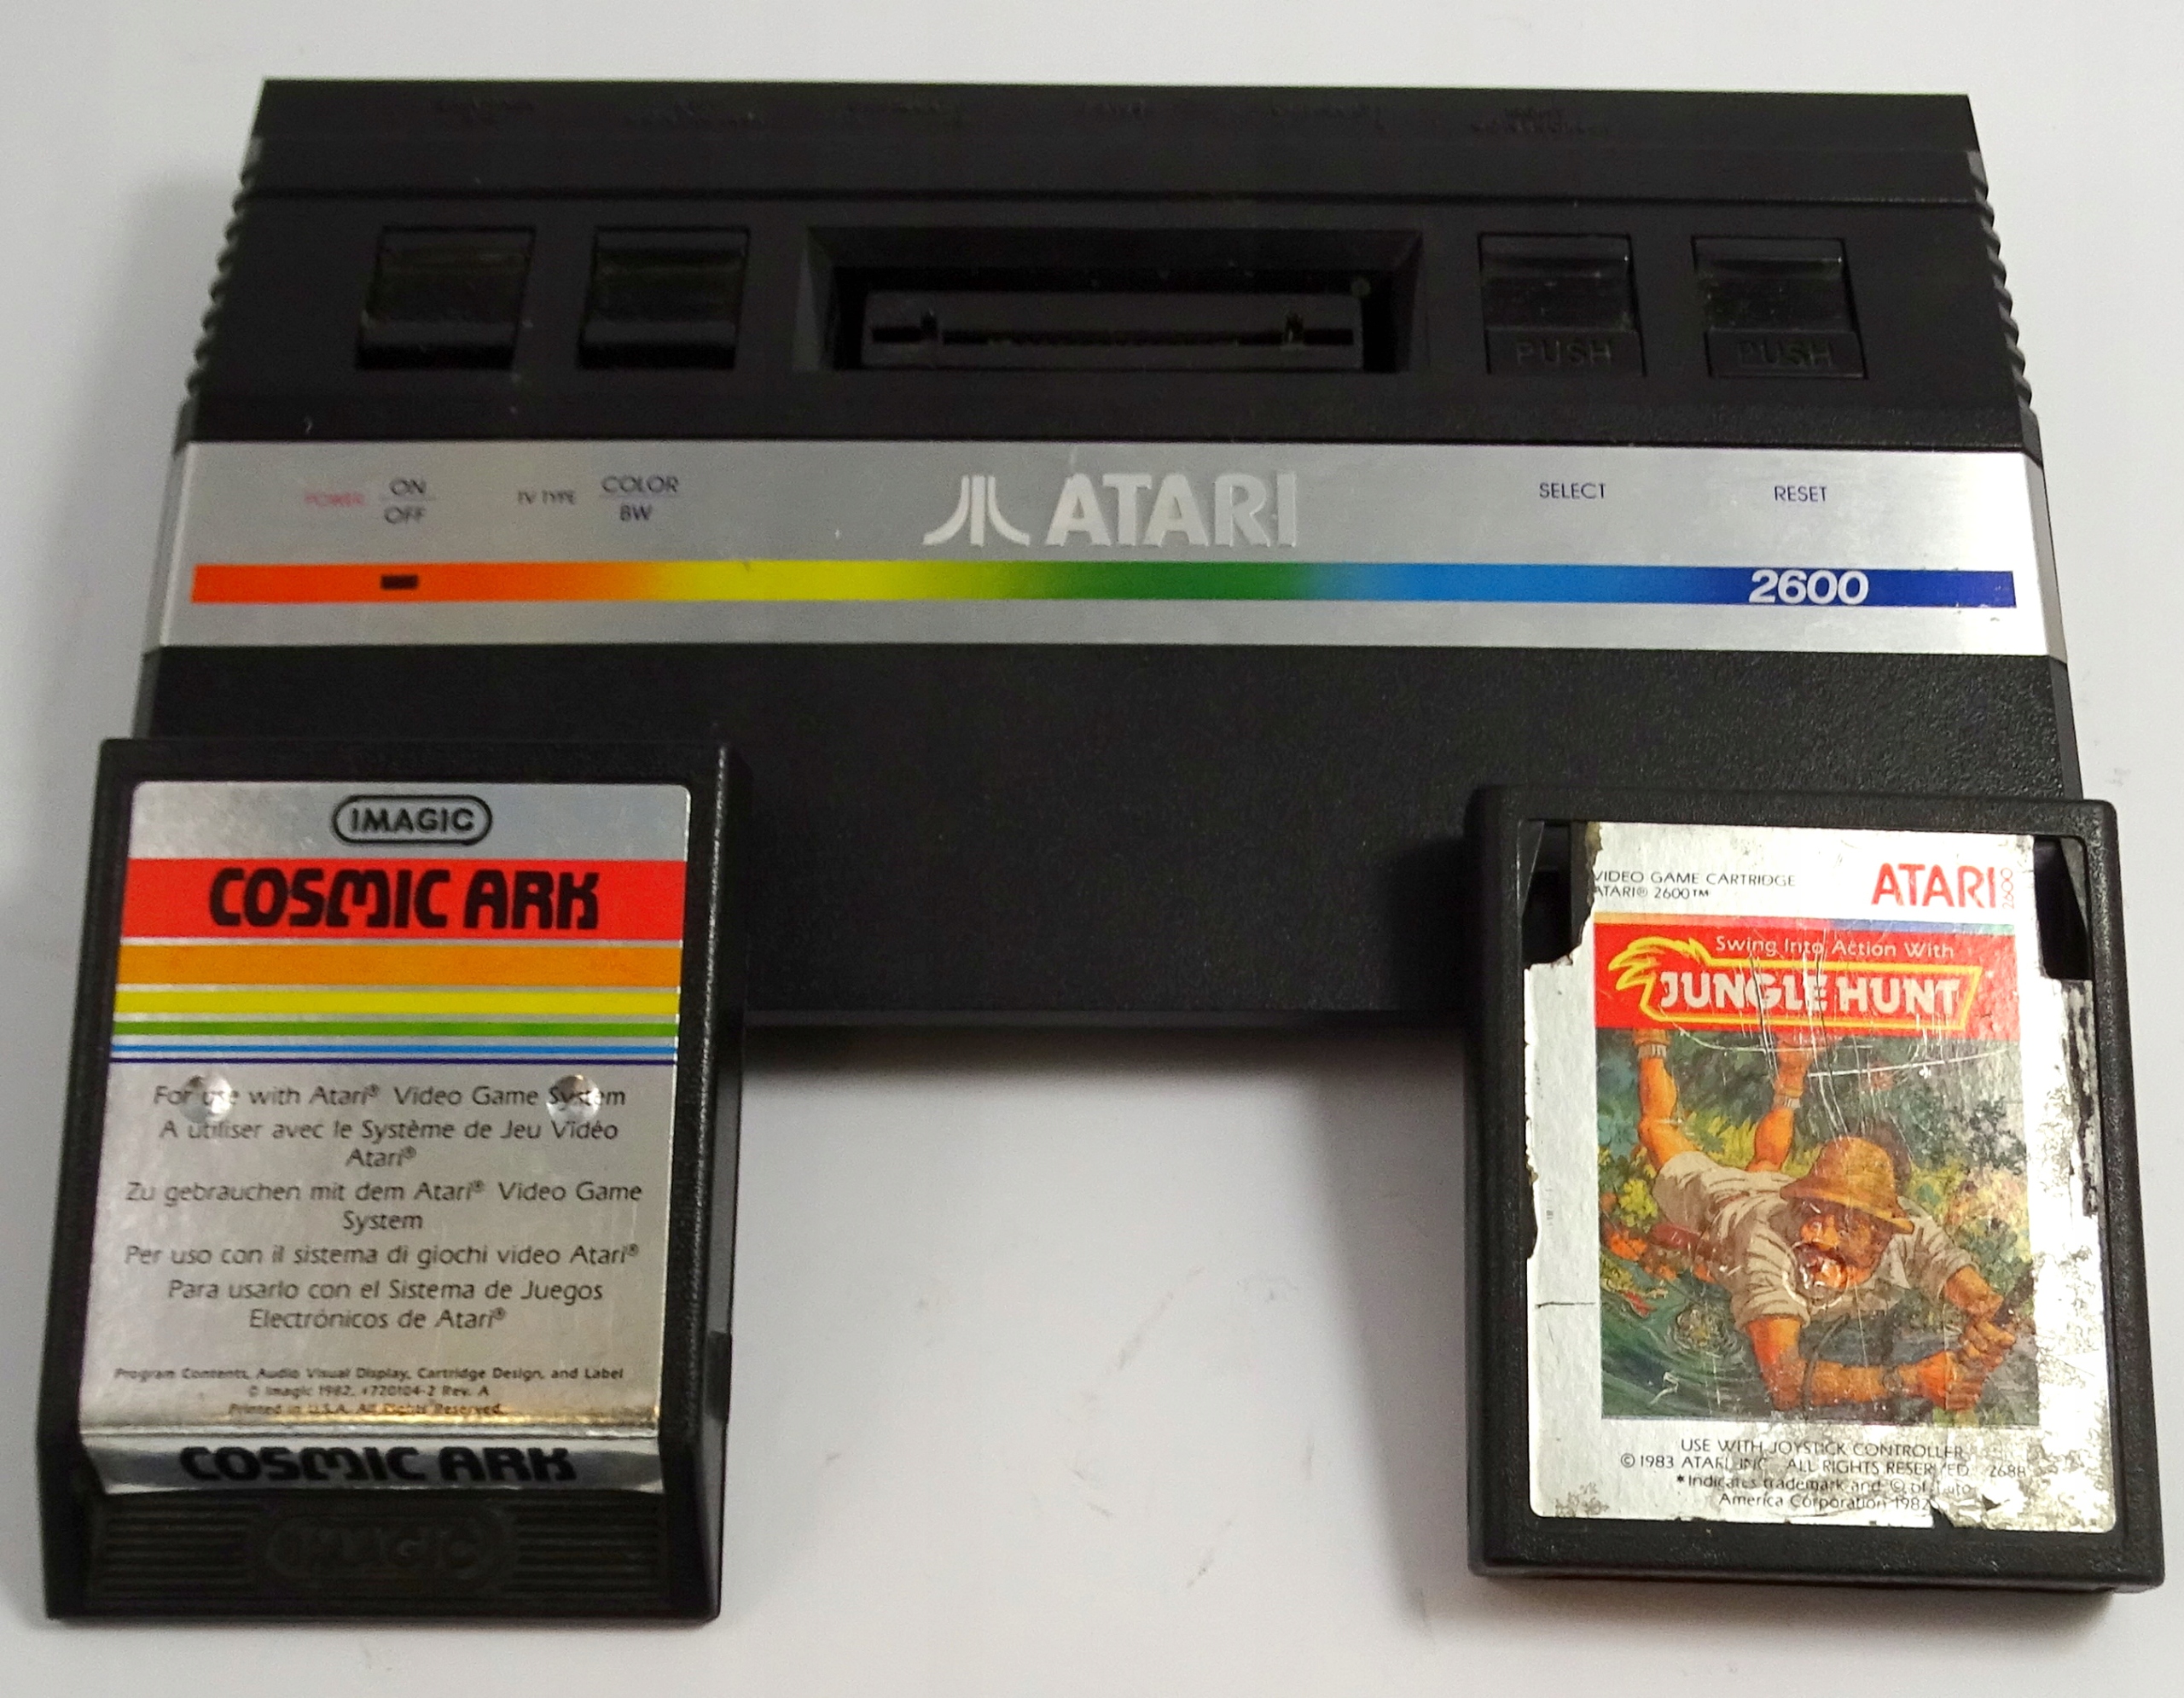 PUSH
PUSH
POWER ON
OFF
TV TYPE COLOR
BW
ATARI
SELECT
RESET
2600
IMAGIC
COSMIC ARK
For use with Atari® Video Game System
A utiliser avec le Système de Jeu Vidéo
Atari®
Zu gebrauchen mit dem Atari® Video Game
System
Per uso con il sistema di giochi video Atari®
Para usarlo con el Sistema de Juegos
Electrónicos de Atari®
Program Contents, Audio Visual Display, Cartridge Design, and Label
© Imagic 1982, #720104-2 Rev. A
Printed in U.S.A. All Rights Reserved.
COSMIC ARK
IMAGIC
VIDEO GAME CARTRIDGE
ATARI® 2600™
ATARI 2600
Swing Into Action With
JUNGLE HUNT
USE WITH JOYSTICK CONTROLLER
© 1983 ATARI, INC. ALL RIGHTS RESERVED
*Indicates trademark and © of
America Corporation 1982